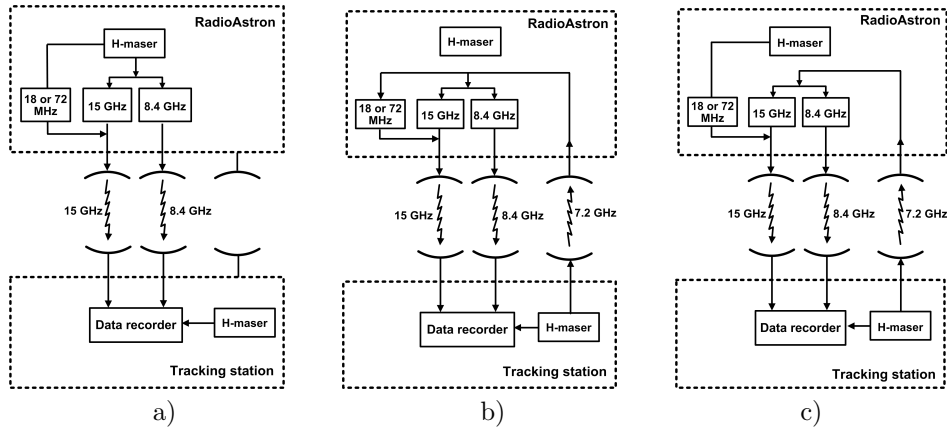 RadioAstron
H-maser
18 or 72
MHz
15 GHz
8.4 GHz
15 GHz
8.4 GHz
Data recorder
H-maser
Tracking station
a)
RadioAstron
H-maser
18 or 72
MHz
15 GHz
8.4 GHz
15 GHz
8.4 GHz
7.2 GHz
Data recorder
H-maser
Tracking station
b)
RadioAstron
H-maser
18 or 72
MHz
15 GHz
8.4 GHz
15 GHz
8.4 GHz
7.2 GHz
Data recorder
H-maser
Tracking station
c)